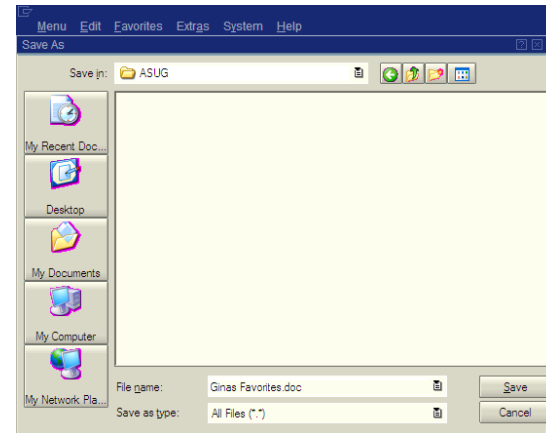 Menu Edit Favorites Extras System Help
Save As
Save in: ASUG
My Recent Doc...
Desktop
My Documents
My Computer
My Network Pla...
File name: Ginas Favorites.doc Save
Save as type: All Files (*.*) Cancel